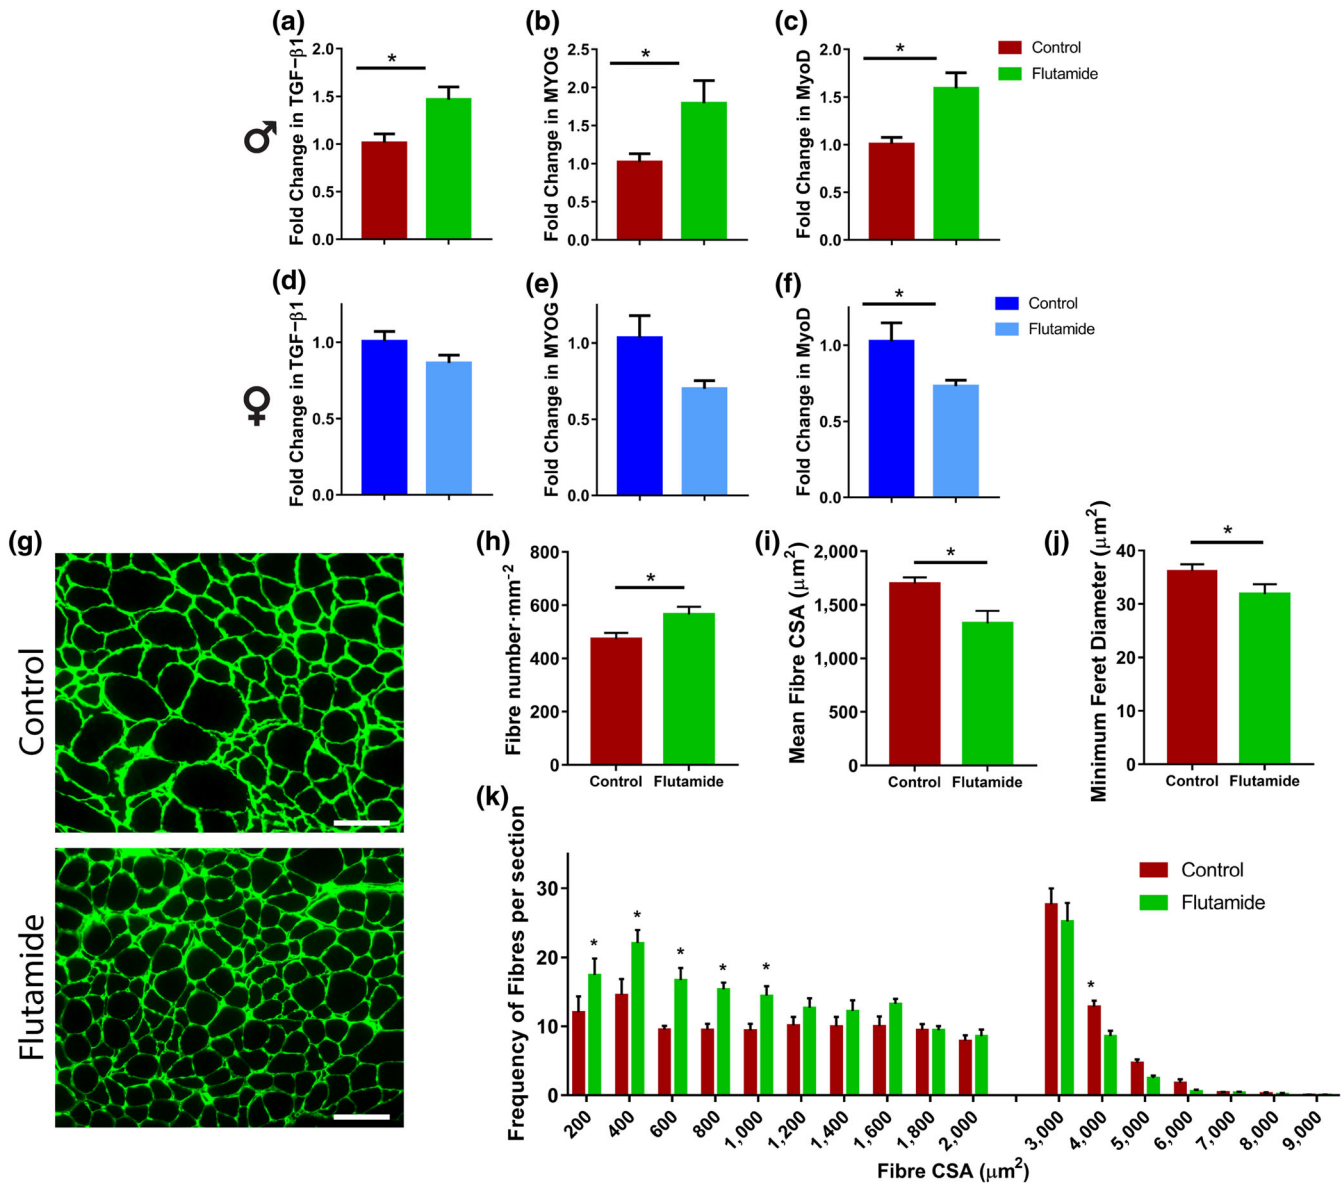 (a)
Fold Change in TGF−β1
2.0
1.5
1.0
0.5
0.0
*
(b)
Fold Change in MYOG
2.5
2.0
1.5
1.0
0.5
0.0
*
(c)
Fold Change in MyoD
2.0
1.5
1.0
0.5
0.0
*
Control
Flutamide
♂
(d)
Fold Change in TGF−β1
1.0
0.5
0.0
(e)
Fold Change in MYOG
1.0
0.5
0.0
(f)
Fold Change in MyoD
1.0
0.5
0.0
*
Control
Flutamide
♀
(g)
Control
Flutamide
(h)
Fibre number·mm⁻²
800
600
400
200
0
*
Control Flutamide
(i)
Mean Fibre CSA (μm²)
2,000
1,500
1,000
500
0
*
Control Flutamide
(j)
Minimum Feret Diameter (μm²)
40
30
20
10
0
*
Control Flutamide
(k)
Frequency of Fibres per section
30
20
10
0
* * * * * *
Control
Flutamide
200 400 600 800 1,000 1,200 1,400 1,600 1,800 2,000 3,000 4,000 5,000 6,000 7,000 8,000 9,000
Fibre CSA (μm²)